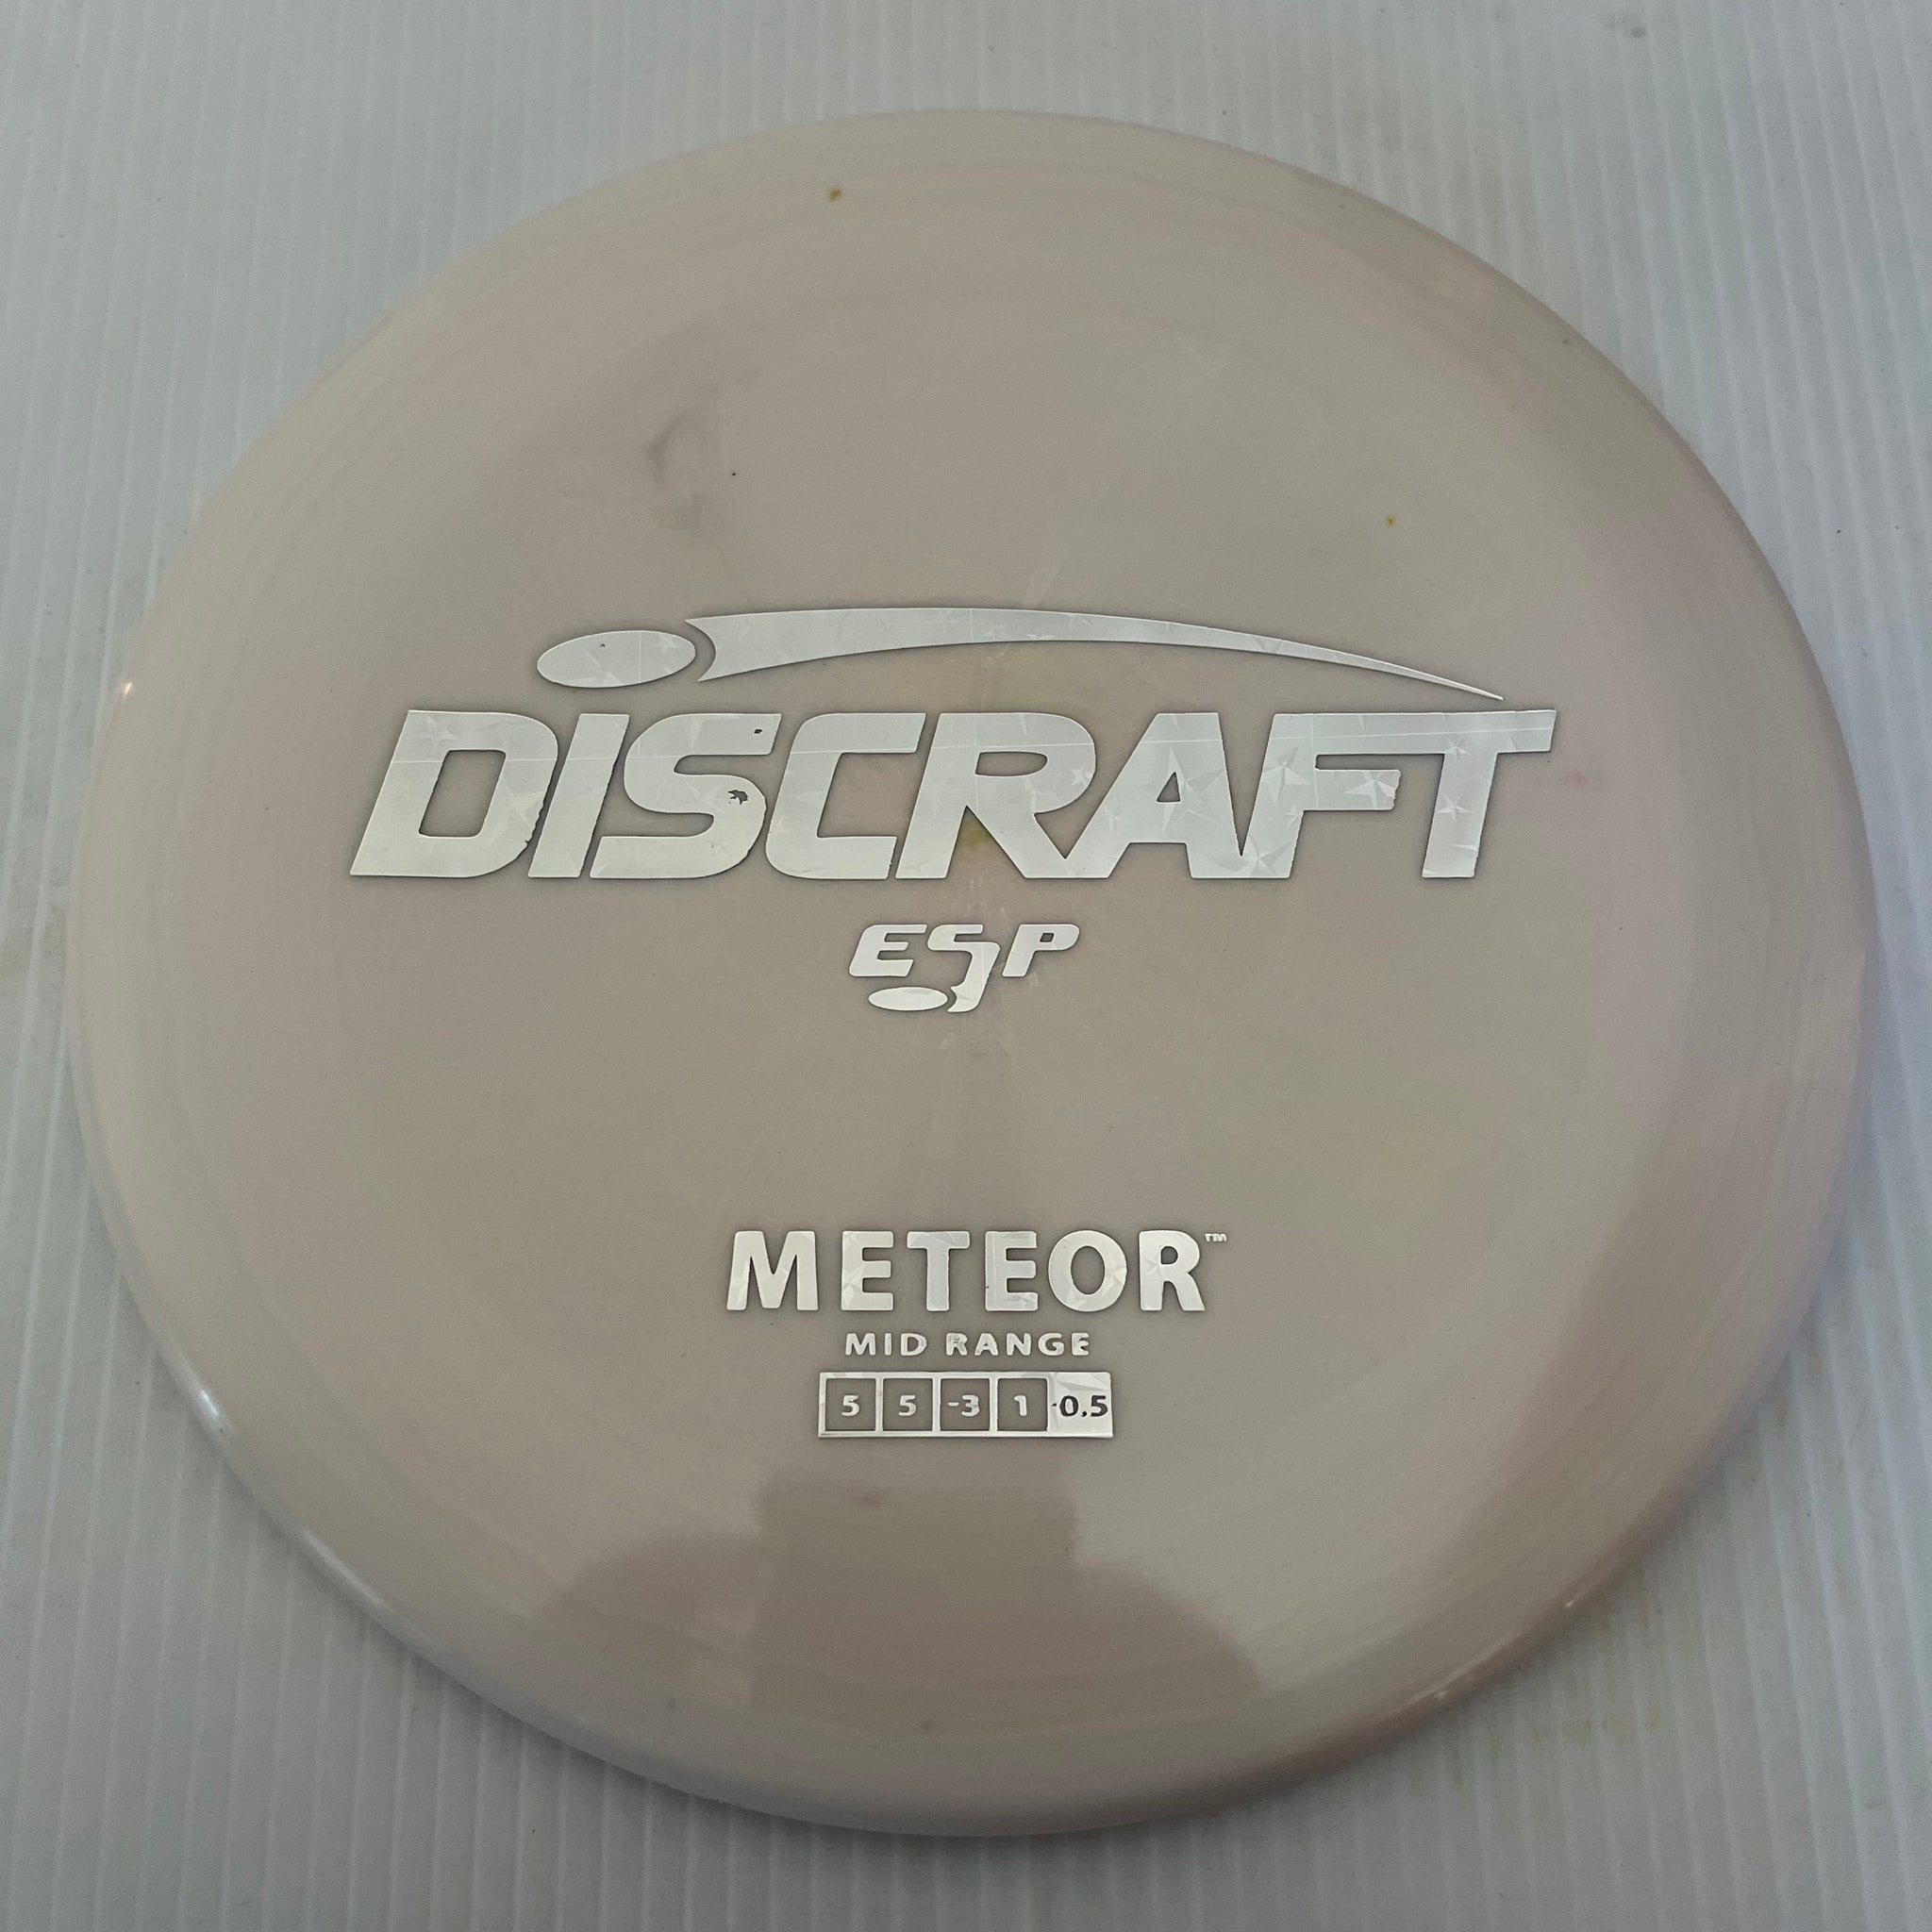 DISCRAFT
ESP
METEOR™
MID RANGE
5 5 -3 1 -0.5